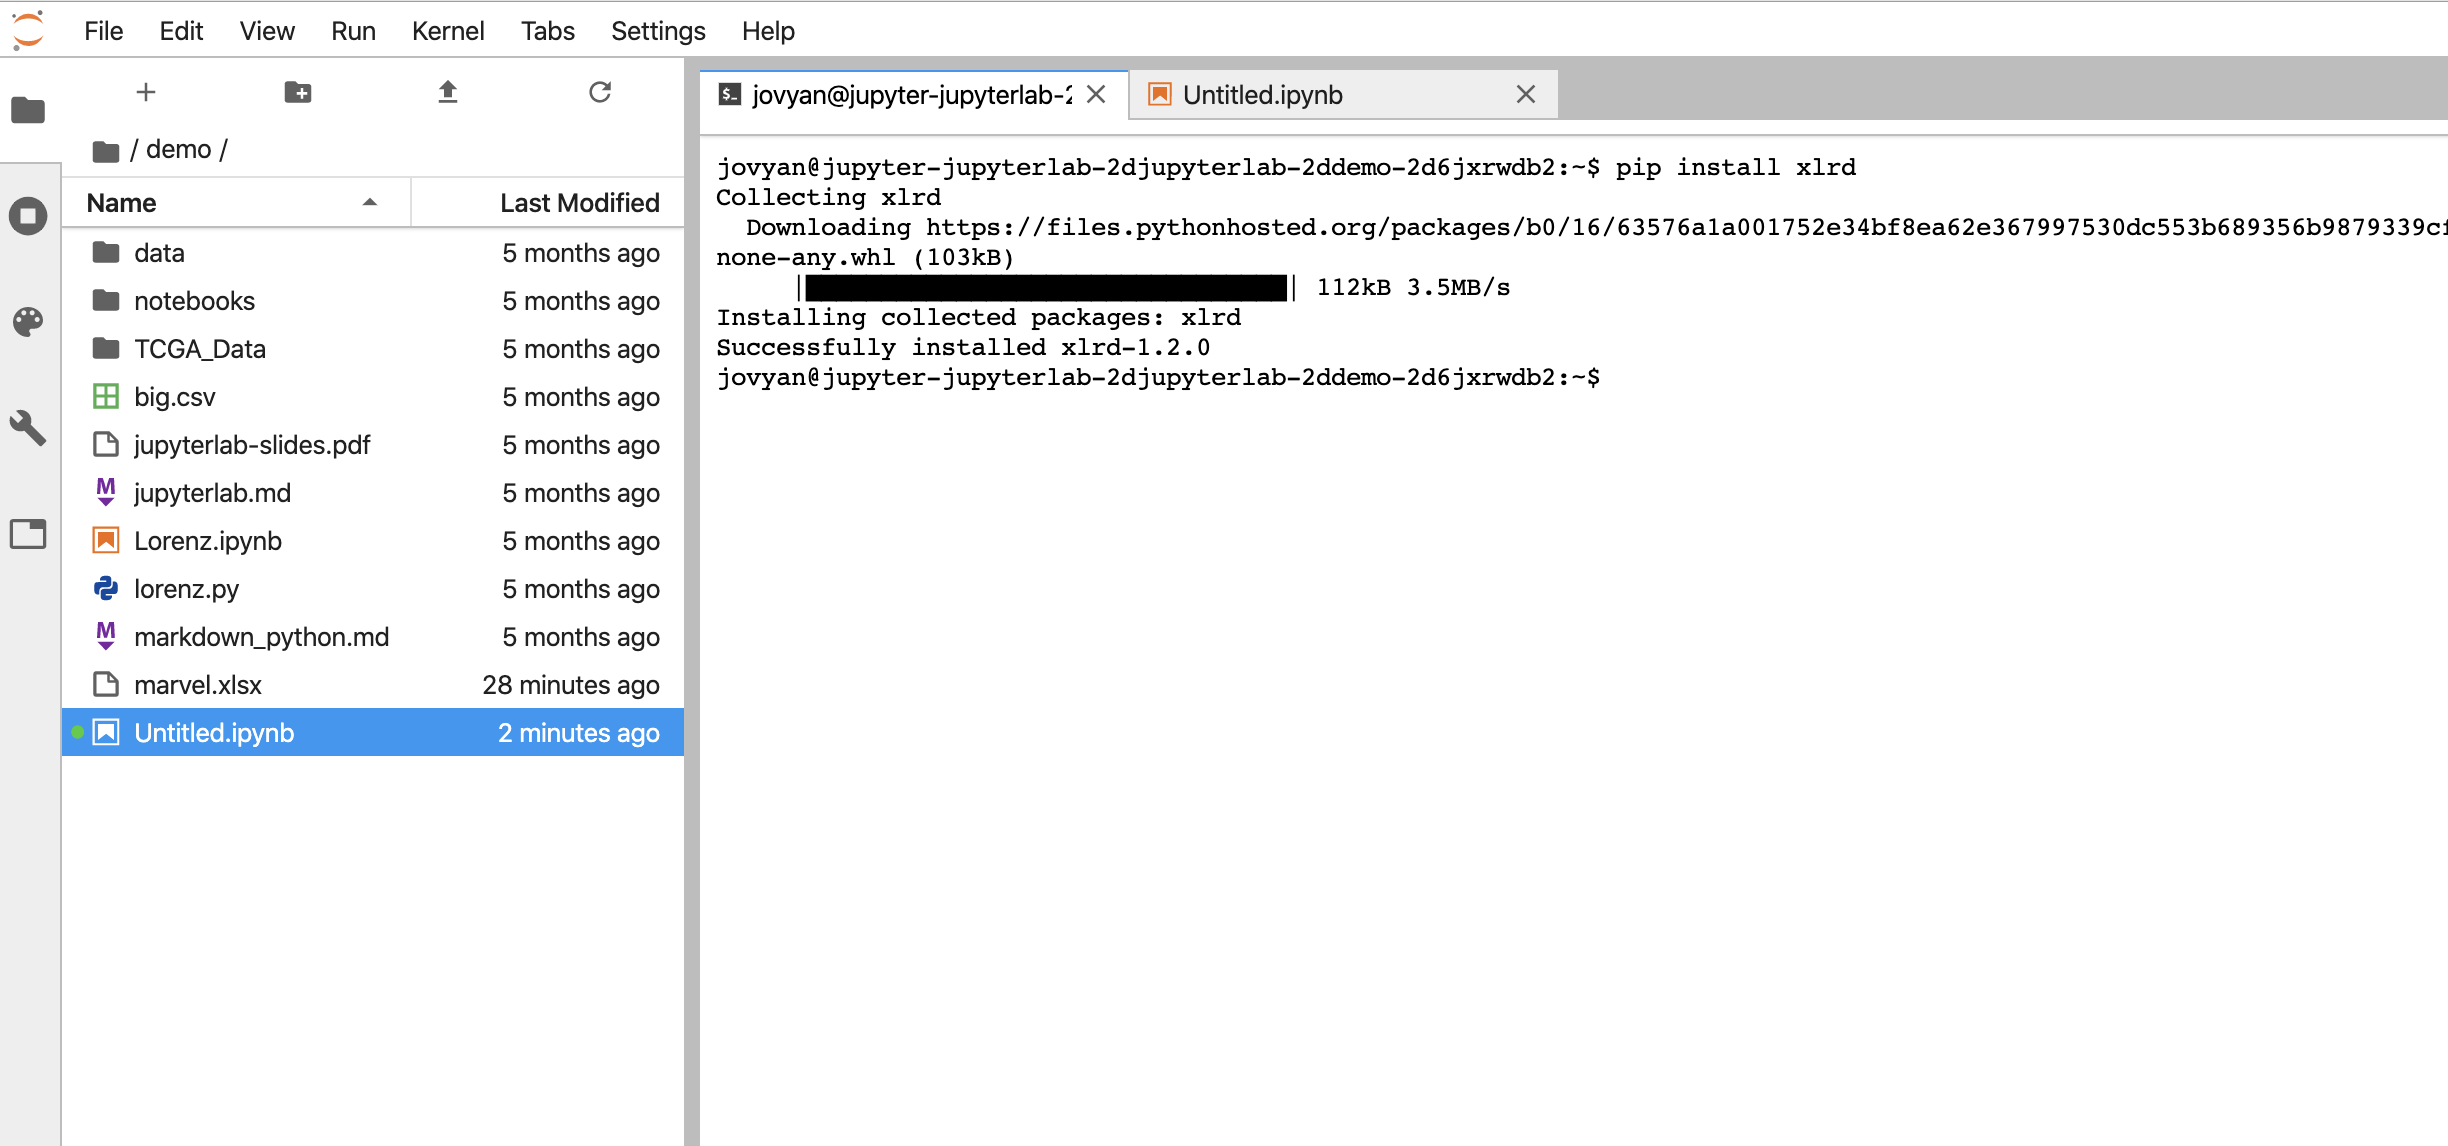 File Edit View Run Kernel Tabs Settings Help
/ demo /
Name Last Modified
data 5 months ago
notebooks 5 months ago
TCGA_Data 5 months ago
big.csv 5 months ago
jupyterlab-slides.pdf 5 months ago
jupyterlab.md 5 months ago
Lorenz.ipynb 5 months ago
lorenz.py 5 months ago
markdown_python.md 5 months ago
marvel.xlsx 28 minutes ago
Untitled.ipynb 2 minutes ago
jovyan@jupyter-jupyterlab-2 Untitled.ipynb
jovyan@jupyter-jupyterlab-2djupyterlab-2ddemo-2d6jxrwdb2:~$ pip install xlrd
Collecting xlrd
Downloading https://files.pythonhosted.org/packages/b0/16/63576a1a001752e34bf8ea62e367997530dc553b689356b9879339cf
none-any.whl (103kB)
|████████████████████████████████| 112kB 3.5MB/s
Installing collected packages: xlrd
Successfully installed xlrd-1.2.0
jovyan@jupyter-jupyterlab-2djupyterlab-2ddemo-2d6jxrwdb2:~$